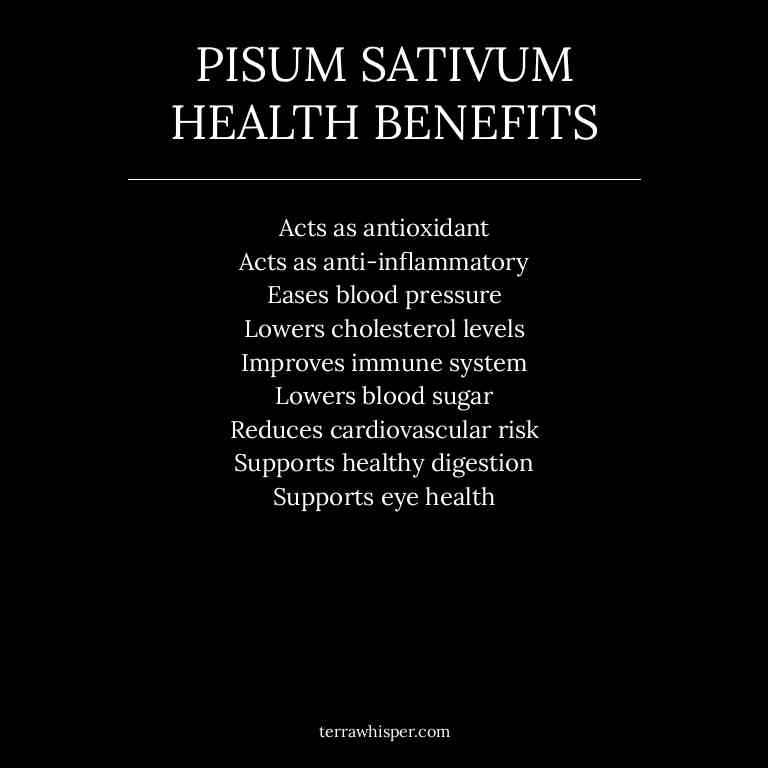 PISUM SATIVUM
HEALTH BENEFITS
Acts as antioxidant
Acts as anti-inflammatory
Eases blood pressure
Lowers cholesterol levels
Improves immune system
Lowers blood sugar
Reduces cardiovascular risk
Supports healthy digestion
Supports eye health
terrawhisper.com